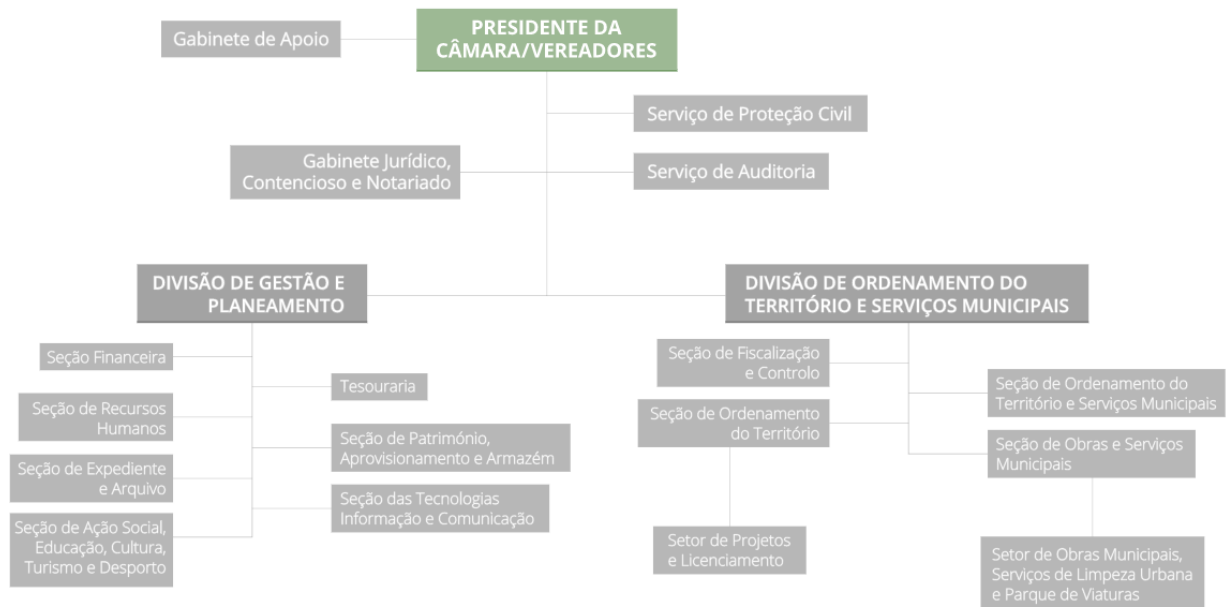 Gabinete de Apoio
PRESIDENTE DA
CÂMARA/VEREADORES
Serviço de Proteção Civil
Gabinete Jurídico,
Contencioso e Notariado
Serviço de Auditoria
DIVISÃO DE GESTÃO E
PLANEAMENTO
DIVISÃO DE ORDENAMENTO DO
TERRITÓRIO E SERVIÇOS MUNICIPAIS
Seção Financeira
Tesouraria
Seção de Recursos
Humanos
Seção de Património,
Aprovisionamento e Armazém
Seção de Expediente
e Arquivo
Seção das Tecnologias
Informação e Comunicação
Seção de Ação Social,
Educação, Cultura,
Turismo e Desporto
Seção de Fiscalização
e Controlo
Seção de Ordenamento do
Território e Serviços Municipais
Seção de Ordenamento
do Território
Seção de Obras e Serviços
Municipais
Setor de Projetos
e Licenciamento
Setor de Obras Municipais,
Serviços de Limpeza Urbana
e Parque de Viaturas